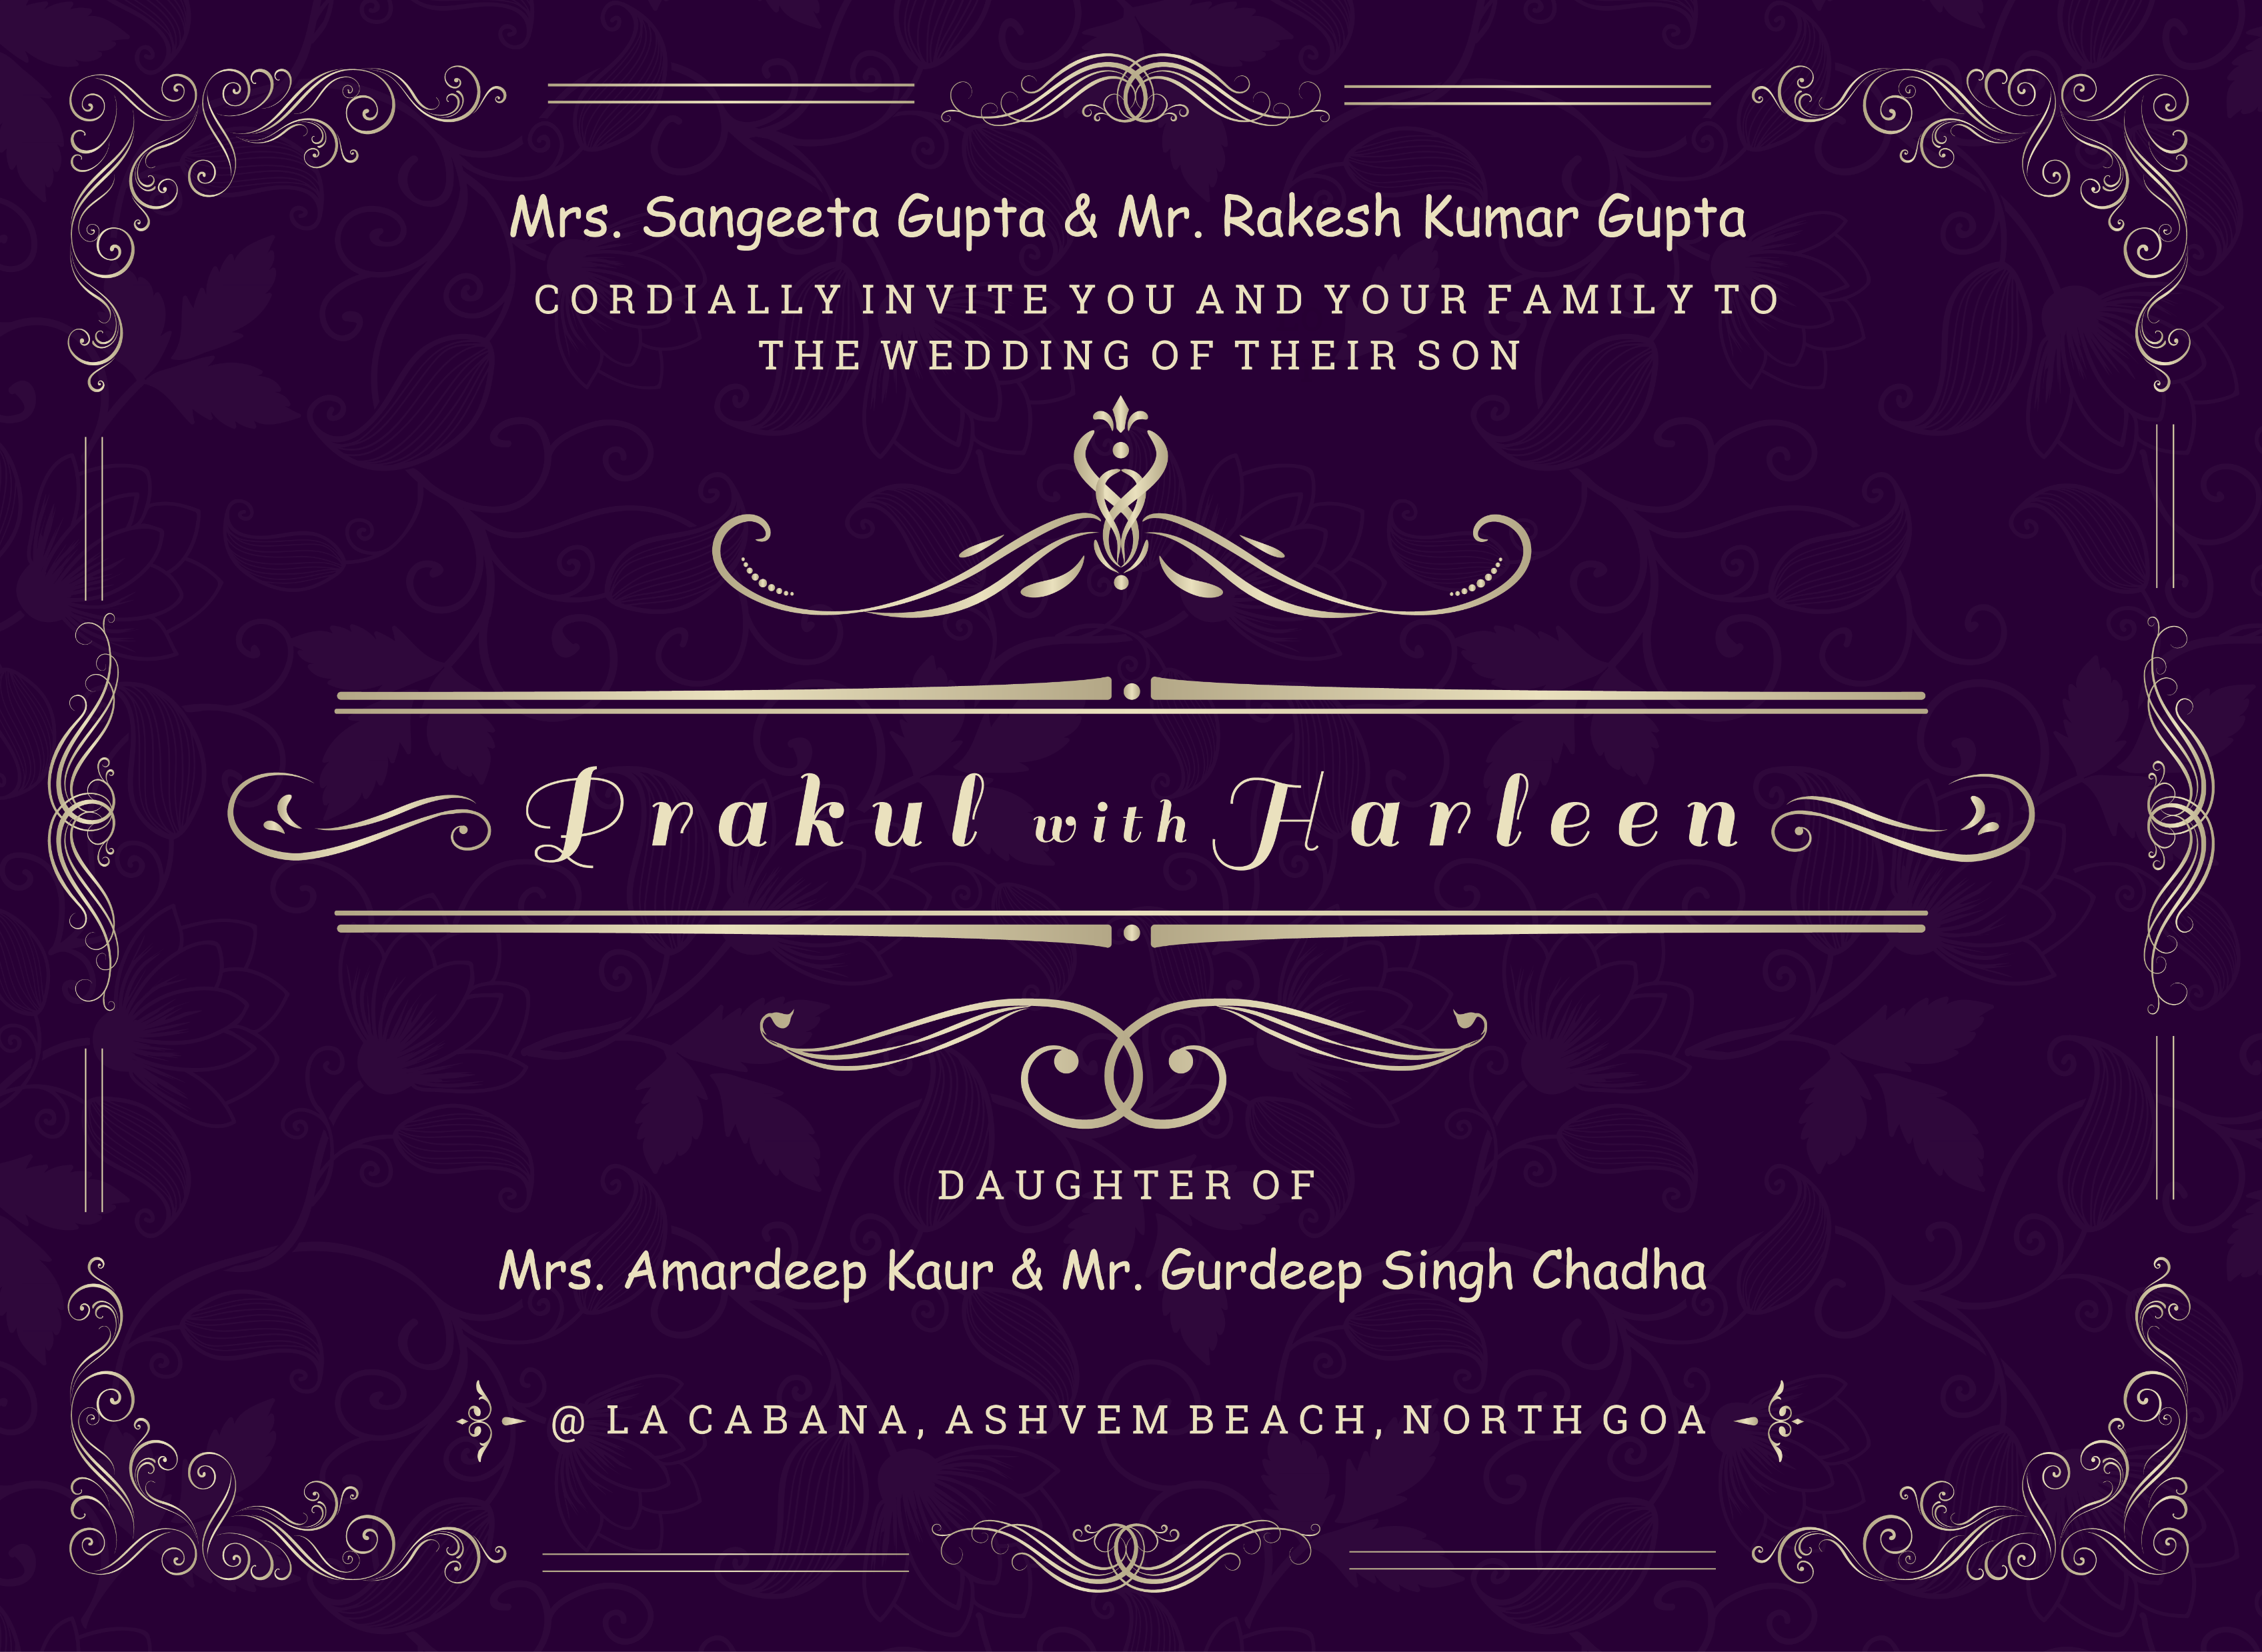 Mrs. Sangeeta Gupta & Mr. Rakesh Kumar Gupta
CORDIALLY INVITE YOU AND YOUR FAMILY TO
THE WEDDING OF THEIR SON
Prakul with Harleen
DAUGHTER OF
Mrs. Amardeep Kaur & Mr. Gurdeep Singh Chadha
@ LA CABANA, ASHVEM BEACH, NORTH GOA